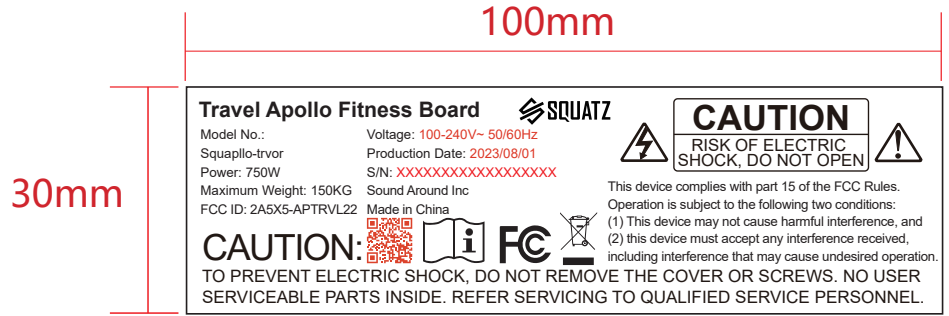 100mm
30mm
Travel Apollo Fitness Board
SQUATZ
Model No.:
Squapllo-trvor
Power: 750W
Maximum Weight: 150KG
FCC ID: 2A5X5-APTRVL22
Voltage: 100-240V~ 50/60Hz
Production Date: 2023/08/01
S/N: XXXXXXXXXXXXXXXXXX
Sound Around Inc
Made in China
CAUTION
RISK OF ELECTRIC
SHOCK, DO NOT OPEN
This device complies with part 15 of the FCC Rules.
Operation is subject to the following two conditions:
(1) This device may not cause harmful interference, and
(2) this device must accept any interference received,
including interference that may cause undesired operation.
CAUTION:
i
FC
TO PREVENT ELECTRIC SHOCK, DO NOT REMOVE THE COVER OR SCREWS. NO USER
SERVICEABLE PARTS INSIDE. REFER SERVICING TO QUALIFIED SERVICE PERSONNEL.